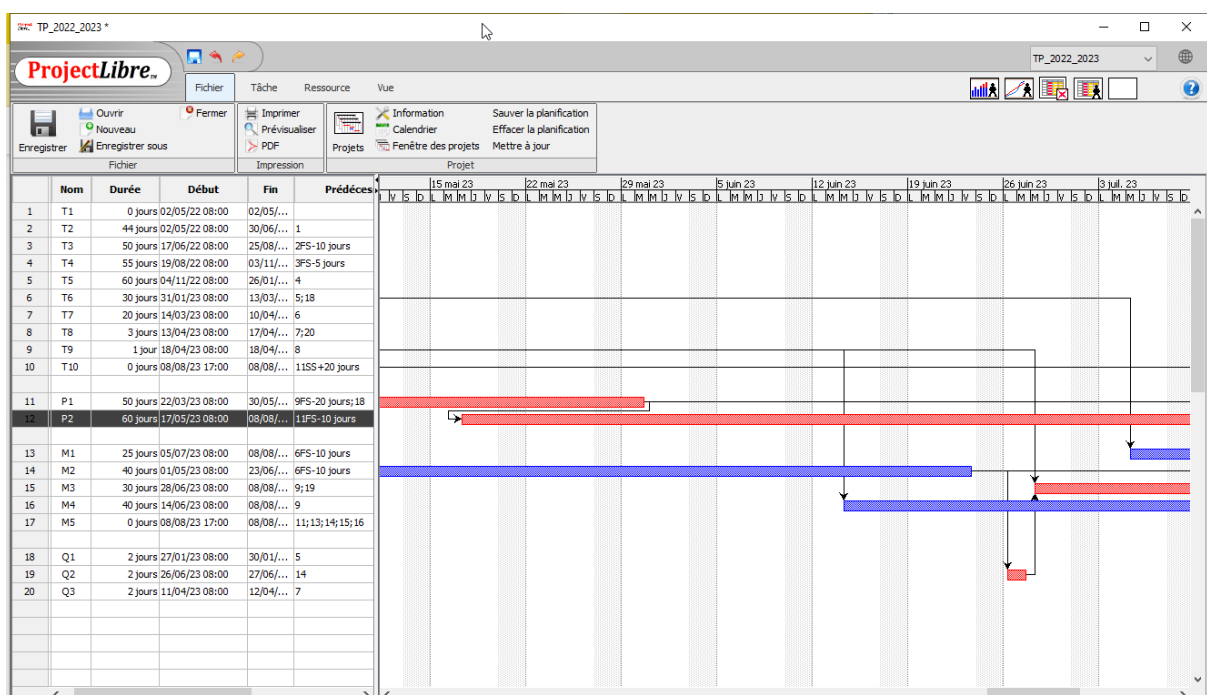 TP_2022_2023 *
TP_2022_2023
ProjectLibre
Fichier Tâche Ressource Vue
Enregistrer
Ouvrir
Nouveau
Enregistrer sous
Fermer
Fichier
Imprimer
Prévisualiser
PDF
Impression
Projets
Information
Calendrier
Fenêtre des projets
Sauver la planification
Effacer la planification
Mettre à jour
Projet
Nom Durée Début Fin Prédéces
15 mai 23 22 mai 23 29 mai 23 5 juin 23 12 juin 23 19 juin 23 26 juin 23 3 juil. 23
J V S D L M M J V S D L M M J V S D L M M J V S D L M M J V S D L M M J V S D L M M J V S D L M M J V S D L M M J V S D
1 T1 0 jours 02/05/22 08:00 02/05/...
2 T2 44 jours 02/05/22 08:00 30/06/... 1
3 T3 50 jours 17/06/22 08:00 25/08/... 2FS-10 jours
4 T4 55 jours 19/08/22 08:00 03/11/... 3FS-5 jours
5 T5 60 jours 04/11/22 08:00 26/01/... 4
6 T6 30 jours 31/01/23 08:00 13/03/... 5;18
7 T7 20 jours 14/03/23 08:00 10/04/... 6
8 T8 3 jours 13/04/23 08:00 17/04/... 7;20
9 T9 1 jour 18/04/23 08:00 18/04/... 8
10 T10 0 jours 08/08/23 17:00 08/08/... 11SS+20 jours
11 P1 50 jours 22/03/23 08:00 30/05/... 9FS-20 jours;18
12 P2 60 jours 17/05/23 08:00 08/08/... 11FS-10 jours
13 M1 25 jours 05/07/23 08:00 08/08/... 6FS-10 jours
14 M2 40 jours 01/05/23 08:00 23/06/... 6FS-10 jours
15 M3 30 jours 28/06/23 08:00 08/08/... 9;19
16 M4 40 jours 14/06/23 08:00 08/08/... 9
17 M5 0 jours 08/08/23 17:00 08/08/... 11;13;14;15;16
18 Q1 2 jours 27/01/23 08:00 30/01/... 5
19 Q2 2 jours 26/06/23 08:00 27/06/... 14
20 Q3 2 jours 11/04/23 08:00 12/04/... 7